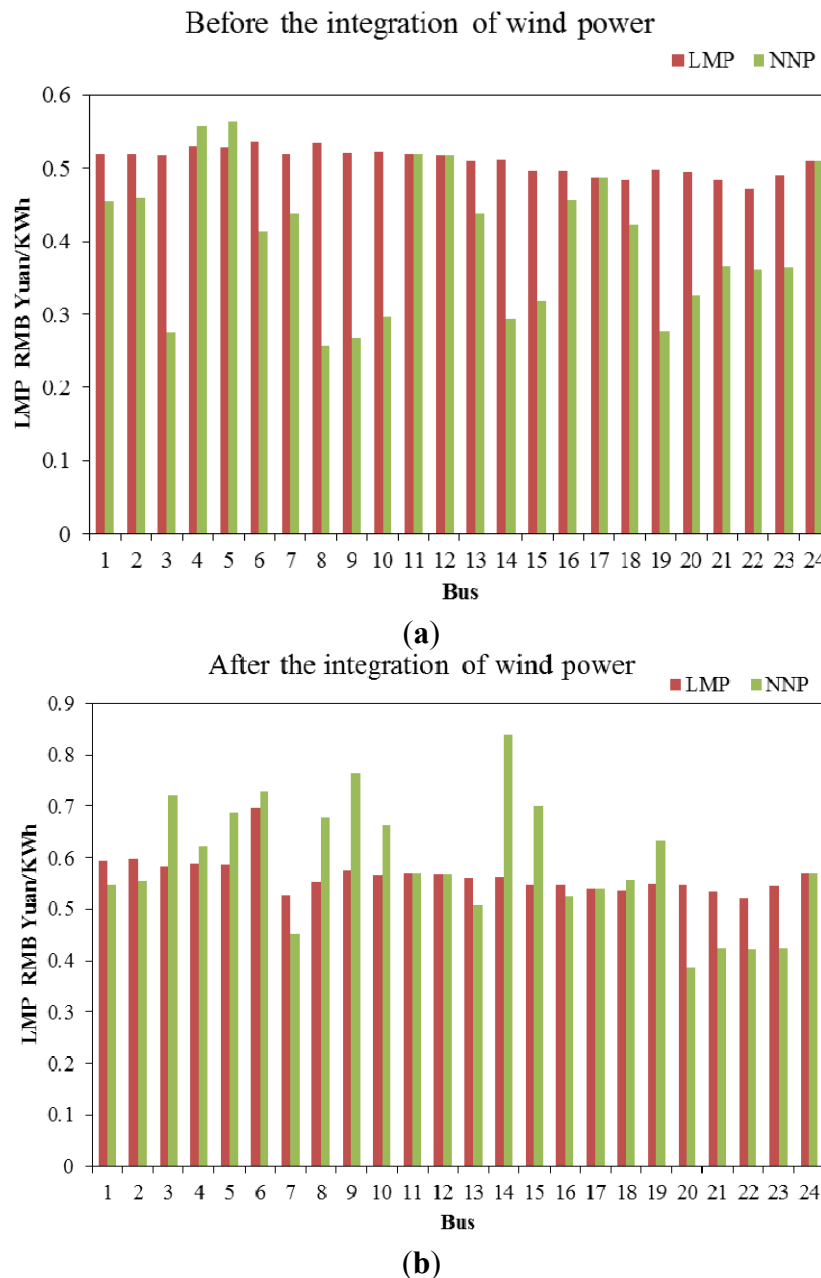 Before the integration of wind power
LMP NNP
LMP RMB Yuan/KWh
0.6
0.5
0.4
0.3
0.2
0.1
0
1 2 3 4 5 6 7 8 9 10 11 12 13 14 15 16 17 18 19 20 21 22 23 24
Bus
(a)
After the integration of wind power
LMP NNP
LMP RMB Yuan/KWh
0.9
0.8
0.7
0.6
0.5
0.4
0.3
0.2
0.1
0
1 2 3 4 5 6 7 8 9 10 11 12 13 14 15 16 17 18 19 20 21 22 23 24
Bus
(b)